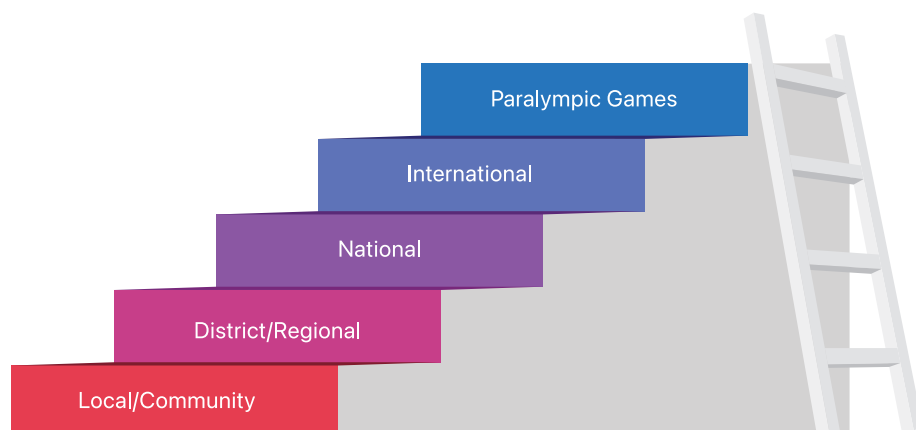 Paralympic Games
International
National
District/Regional
Local/Community